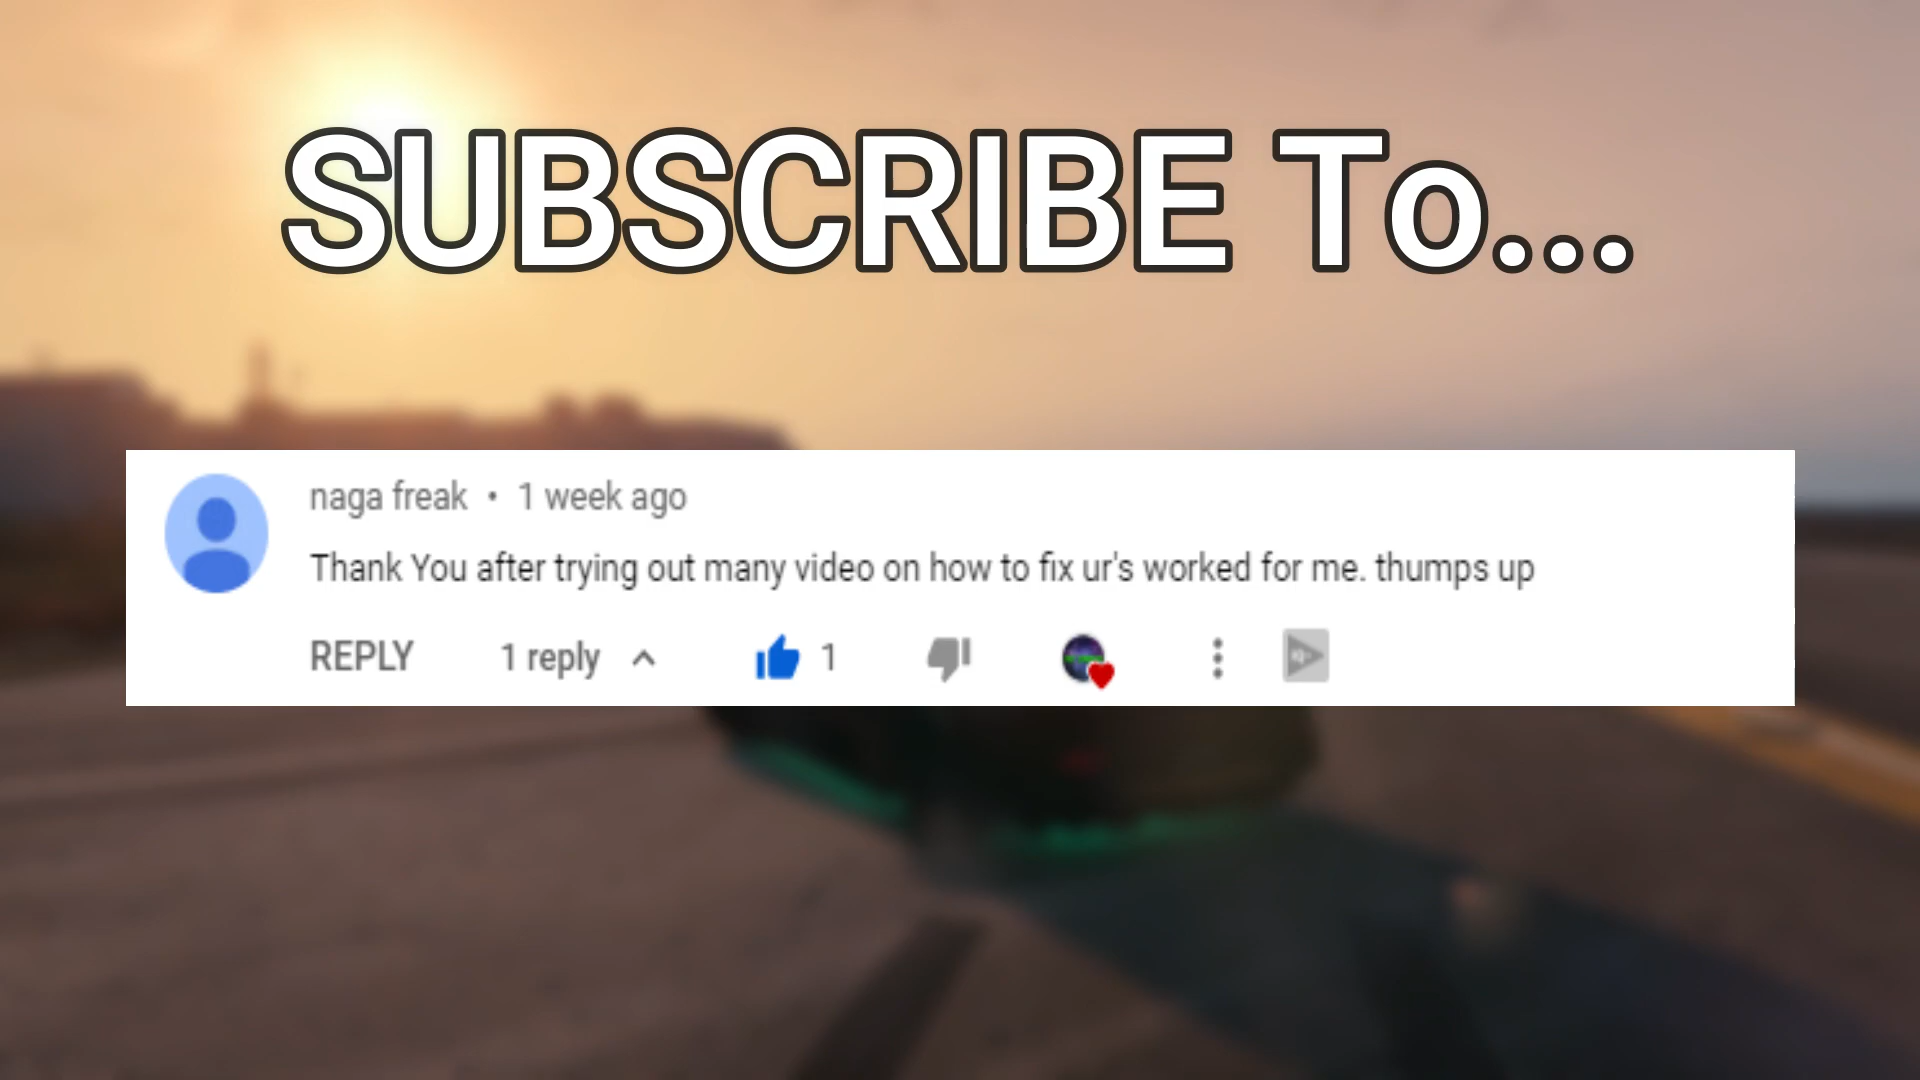 SUBSCRIBE To...
naga freak • 1 week ago
Thank You after trying out many video on how to fix ur's worked for me. thumps up
REPLY 1 reply 1